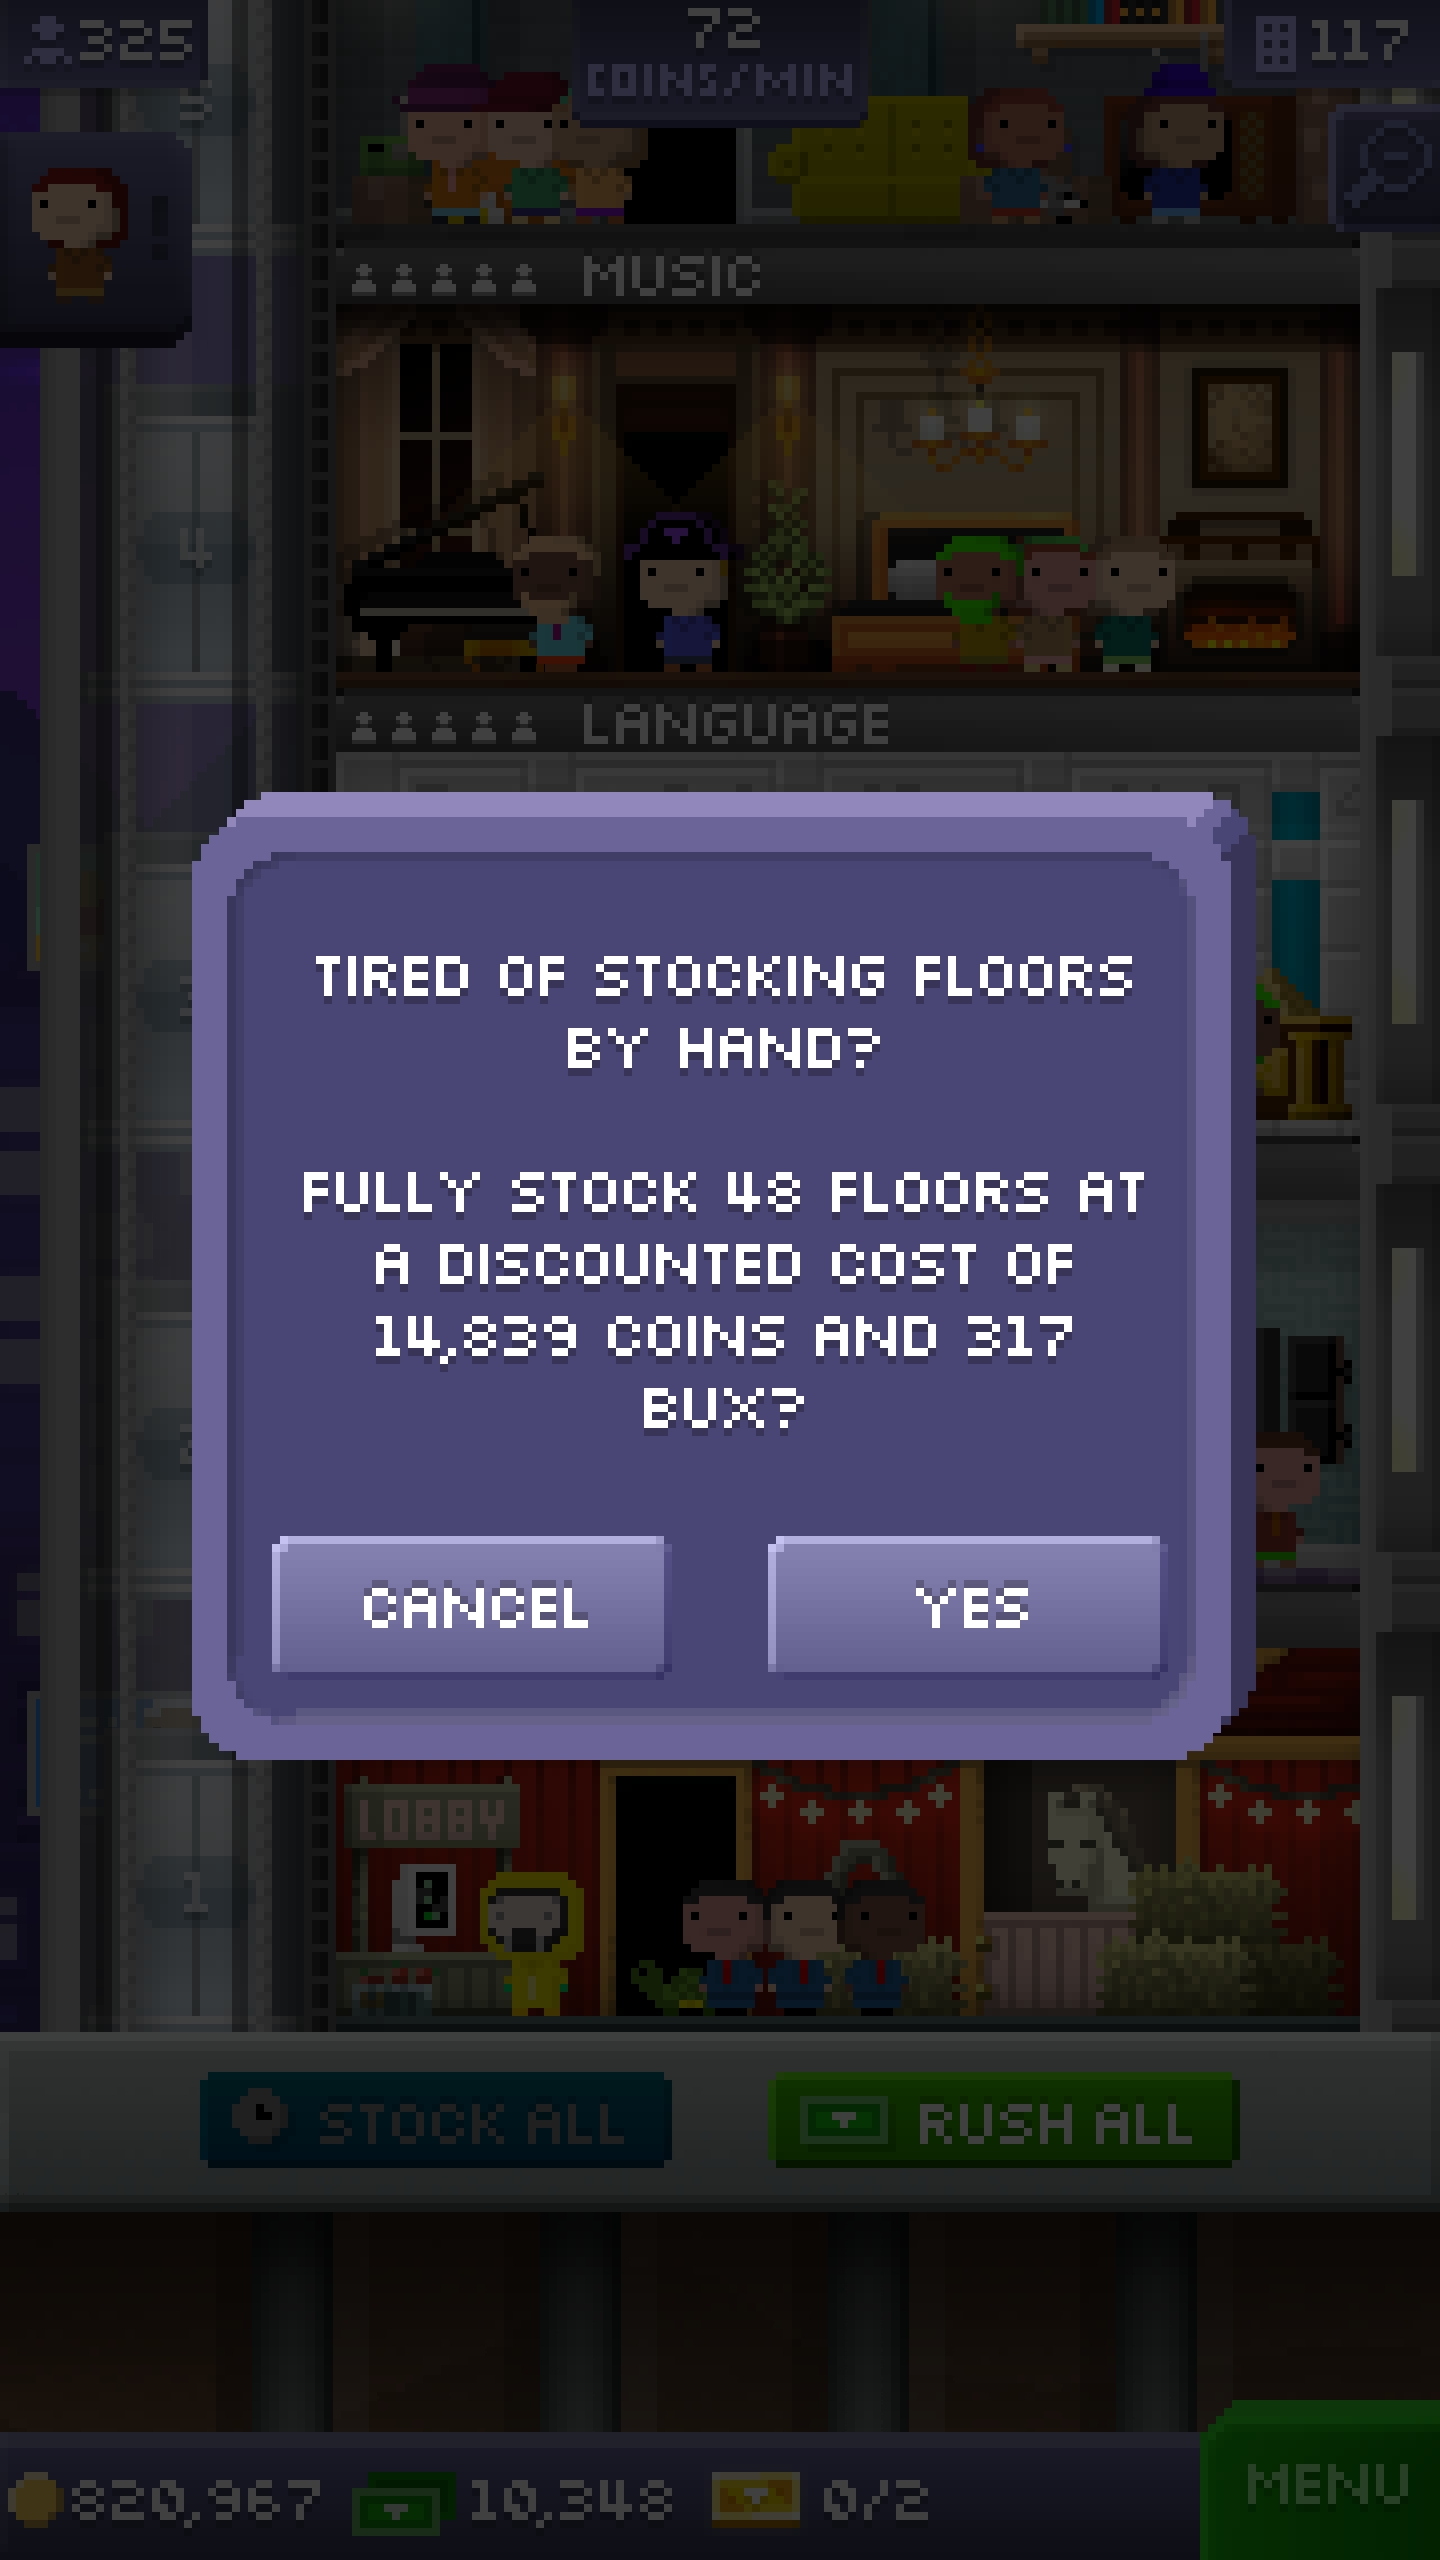 325
72
COINS/MIN
117
MUSIC
4
LANGUAGE
TIRED OF STOCKING FLOORS
BY HAND?
FULLY STOCK 48 FLOORS AT
A DISCOUNTED COST OF
14,839 COINS AND 317
BUX?
CANCEL
YES
LOBBY
1
STOCK ALL
RUSH ALL
820,967
10,348
0/2
MENU